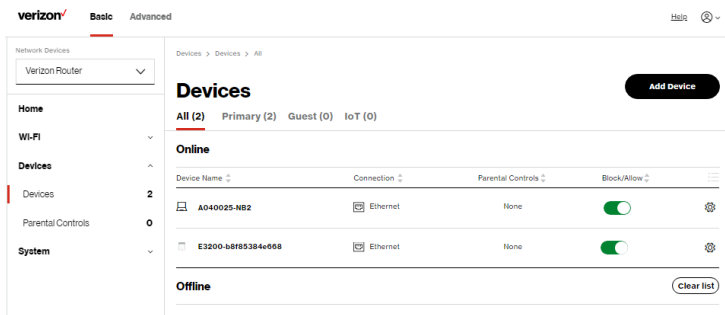 verizon✓ Basic Advanced Help
Network Devices
Verizon Router
Home
Wi-Fi
Devices
Devices 2
Parental Controls 0
System
Devices > Devices > All
Devices
Add Device
All (2) Primary (2) Guest (0) IoT (0)
Online
Device Name Connection Parental Controls Block/Allow
A040025-NB2 Ethernet None
E3200-b8f85384e668 Ethernet None
Offline Clear list